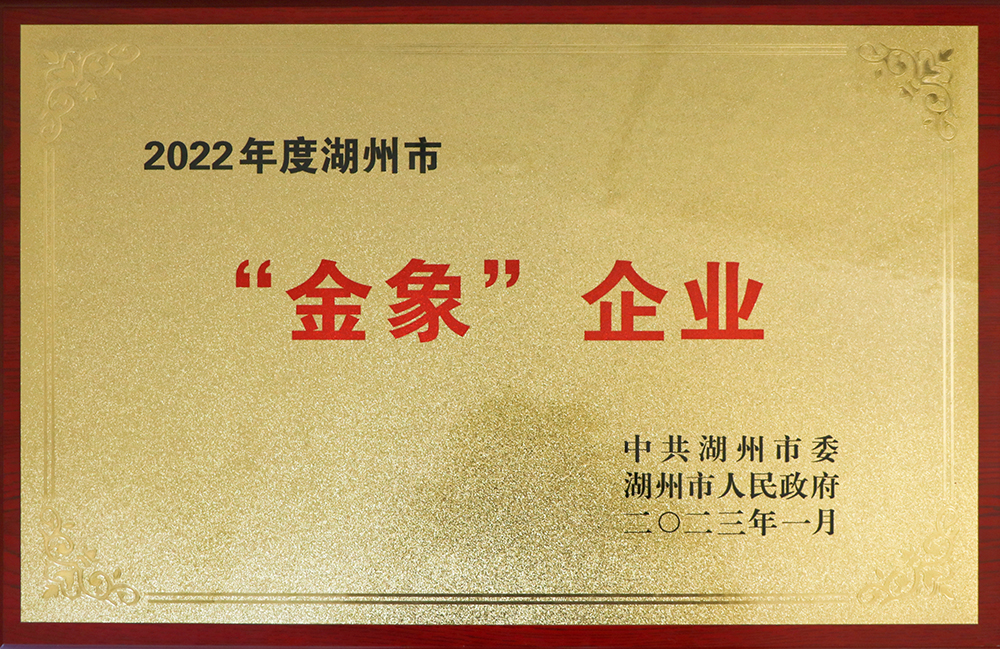 2022年度湖州市
“金象”企业
中共湖州市委
湖州市人民政府
二〇二三年一月